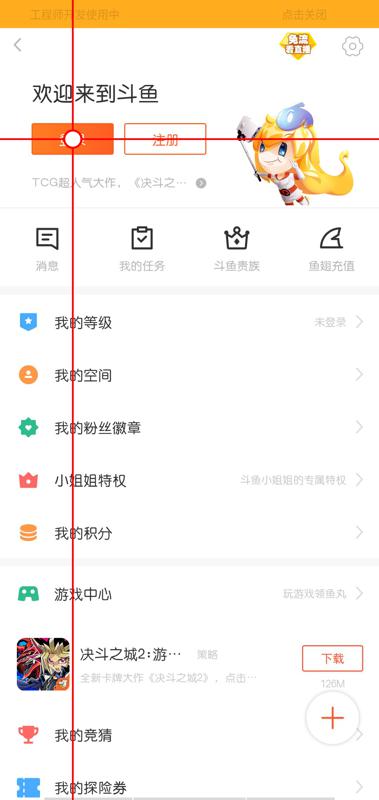 工程师开发使用中 点击关闭
免流
看直播
欢迎来到斗鱼
登录 注册
TCG超人气大作，《决斗之…
消息 我的任务 斗鱼贵族 鱼翅充值
我的等级 未登录
我的空间
我的粉丝徽章
小姐姐特权 斗鱼小姐姐的专属特权
我的积分
游戏中心 玩游戏领鱼丸
决斗之城2:游… 策略 下载
全新卡牌大作《决斗之城2》，点击… 126M
我的竞猜
我的探险券